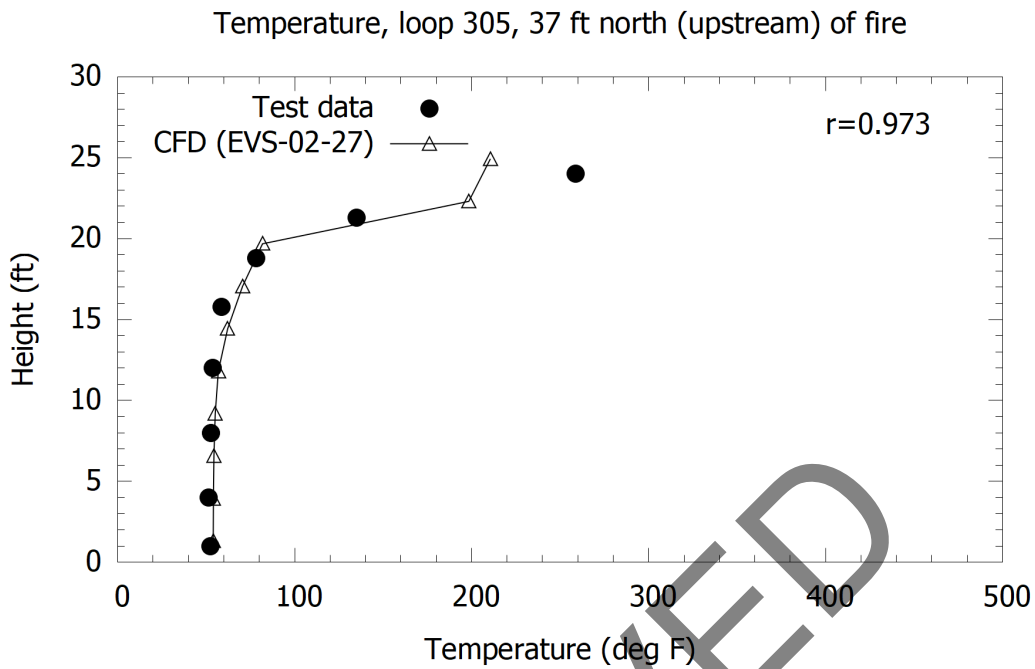 Temperature, loop 305, 37 ft north (upstream) of fire
30
25
20
15
10
5
0
Height (ft)
Test data
CFD (EVS-02-27)
r=0.973
0 100 200 300 400 500
Temperature (deg F)